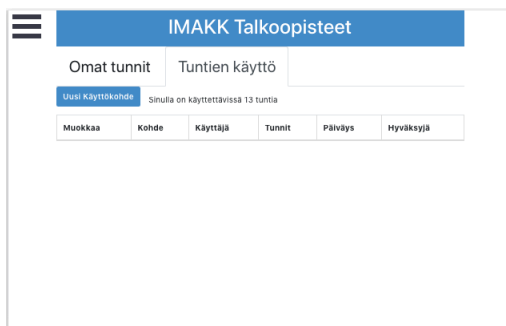 IMAKK Talkoopisteet
Omat tunnit Tuntien käyttö
Uusi Käyttökohde Sinulla on käytettävissä 13 tuntia
Muokkaa Kohde Käyttäjä Tunnit Päiväys Hyväksyjä